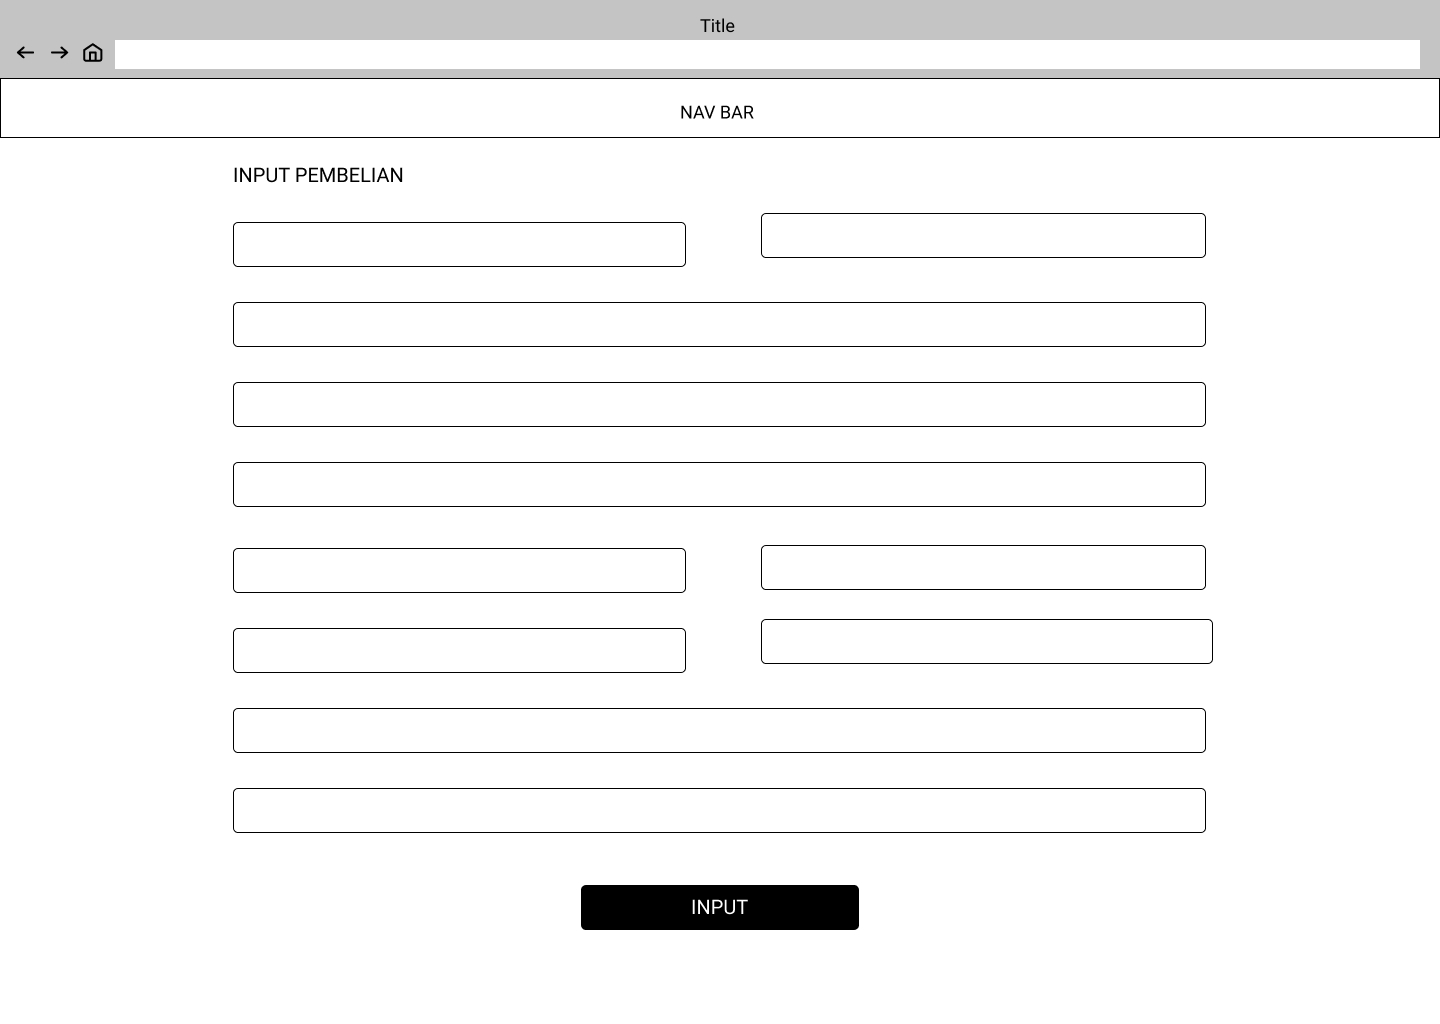 Title
NAV BAR
INPUT PEMBELIAN
INPUT